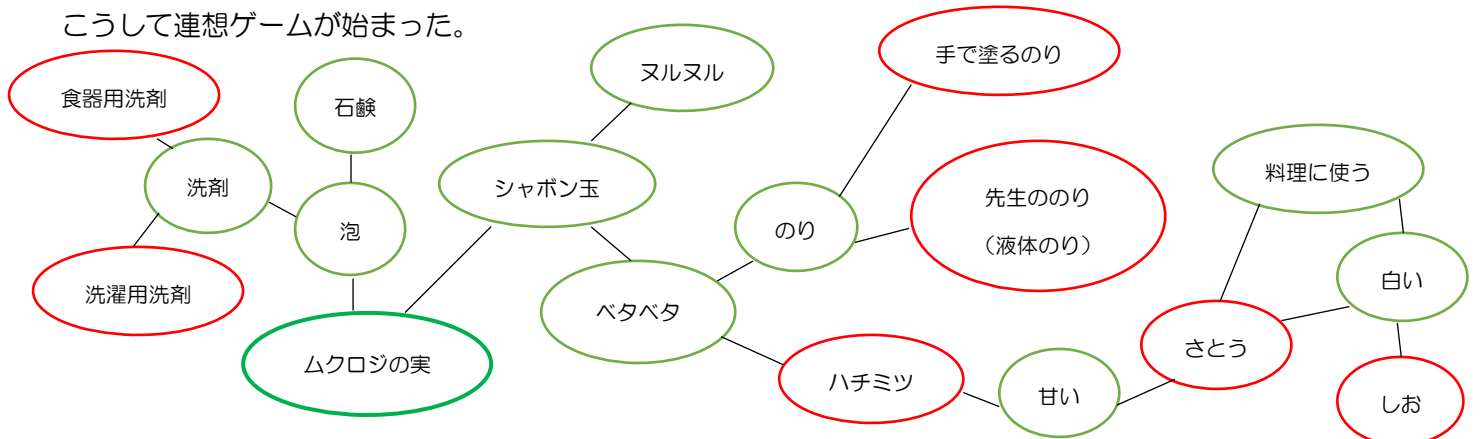 こうして連想ゲームが始まった。
食器用洗剤
石鹸
ヌルヌル
手で塗るのり
洗剤
泡
シャボン玉
のり
先生ののり
（液体のり）
料理に使う
洗濯用洗剤
ベタベタ
白い
ムクロジの実
ハチミツ
甘い
さとう
しお